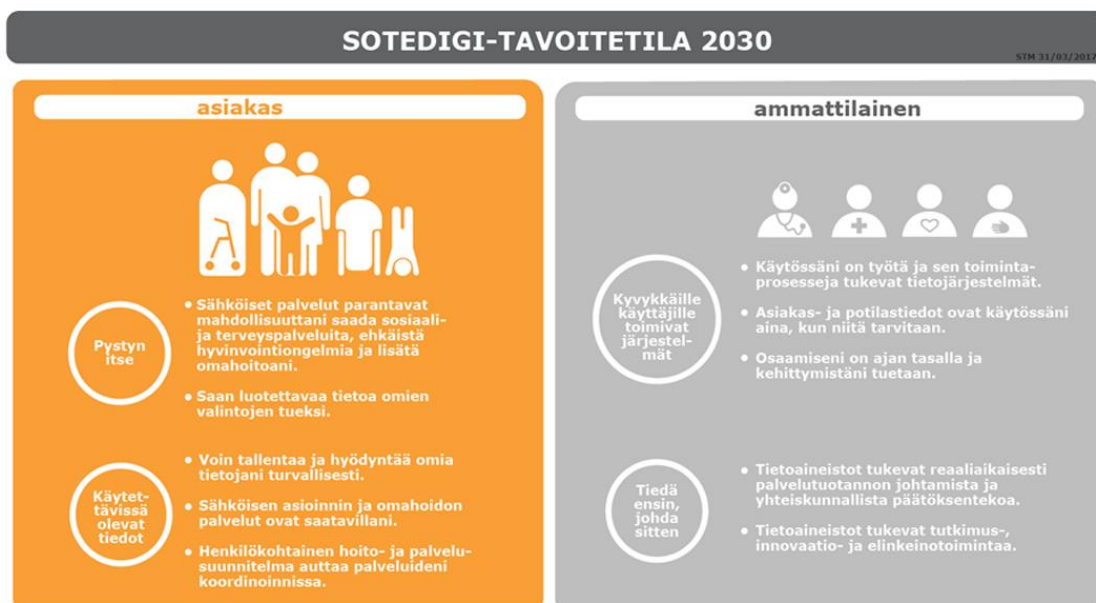 SOTEDIGI-TAVOITETILA 2030
STM 31/03/2017
asiakas
Pystyn
itse
• Sähköiset palvelut parantavat
mahdollisuuttani saada sosiaali-
ja terveyspalveluita, ehkäistä
hyvinvointiongelmia ja lisätä
omahoitoani.
• Saan luotettavaa tietoa omien
valintojen tueksi.
Käytet-
tävissä
olevat
tiedot
• Voin tallentaa ja hyödyntää omia
tietojani turvallisesti.
• Sähköisen asioinnin ja omahoidon
palvelut ovat saatavillani.
• Henkilökohtainen hoito- ja palvelu-
suunnitelma auttaa palveluideni
koordinoinnissa.
ammattilainen
Kyvykkäille
käyttäjille
toimivat
järjestel-
mät
• Käytössäni on työtä ja sen toiminta-
prosesseja tukevat tietojärjestelmät.
• Asiakas- ja potilastiedot ovat käytössäni
aina, kun niitä tarvitaan.
• Osaamiseni on ajan tasalla ja
kehittymistäni tuetaan.
Tiedä
ensin,
johda
sitten
• Tietoaineistot tukevat reaaliaikaisesti
palvelutuotannon johtamista ja
yhteiskunnallista päätöksentekoa.
• Tietoaineistot tukevat tutkimus-,
innovaatio- ja elinkeinotoimintaa.